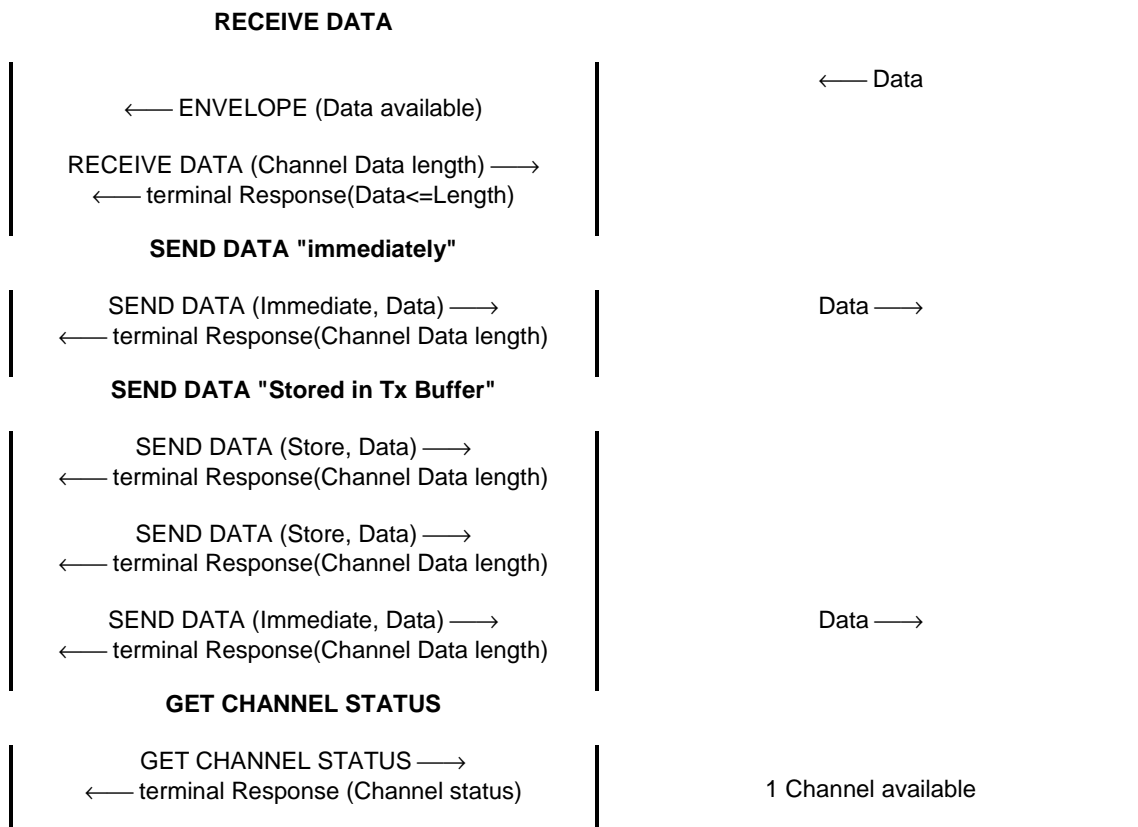 RECEIVE DATA
←── Data
←── ENVELOPE (Data available)
RECEIVE DATA (Channel Data length) ──→
←── terminal Response(Data<=Length)
SEND DATA "immediately"
SEND DATA (Immediate, Data) ──→ Data ──→
←── terminal Response(Channel Data length)
SEND DATA "Stored in Tx Buffer"
SEND DATA (Store, Data) ──→
←── terminal Response(Channel Data length)
SEND DATA (Store, Data) ──→
←── terminal Response(Channel Data length)
SEND DATA (Immediate, Data) ──→ Data ──→
←── terminal Response(Channel Data length)
GET CHANNEL STATUS
GET CHANNEL STATUS ──→
←── terminal Response (Channel status) 1 Channel available